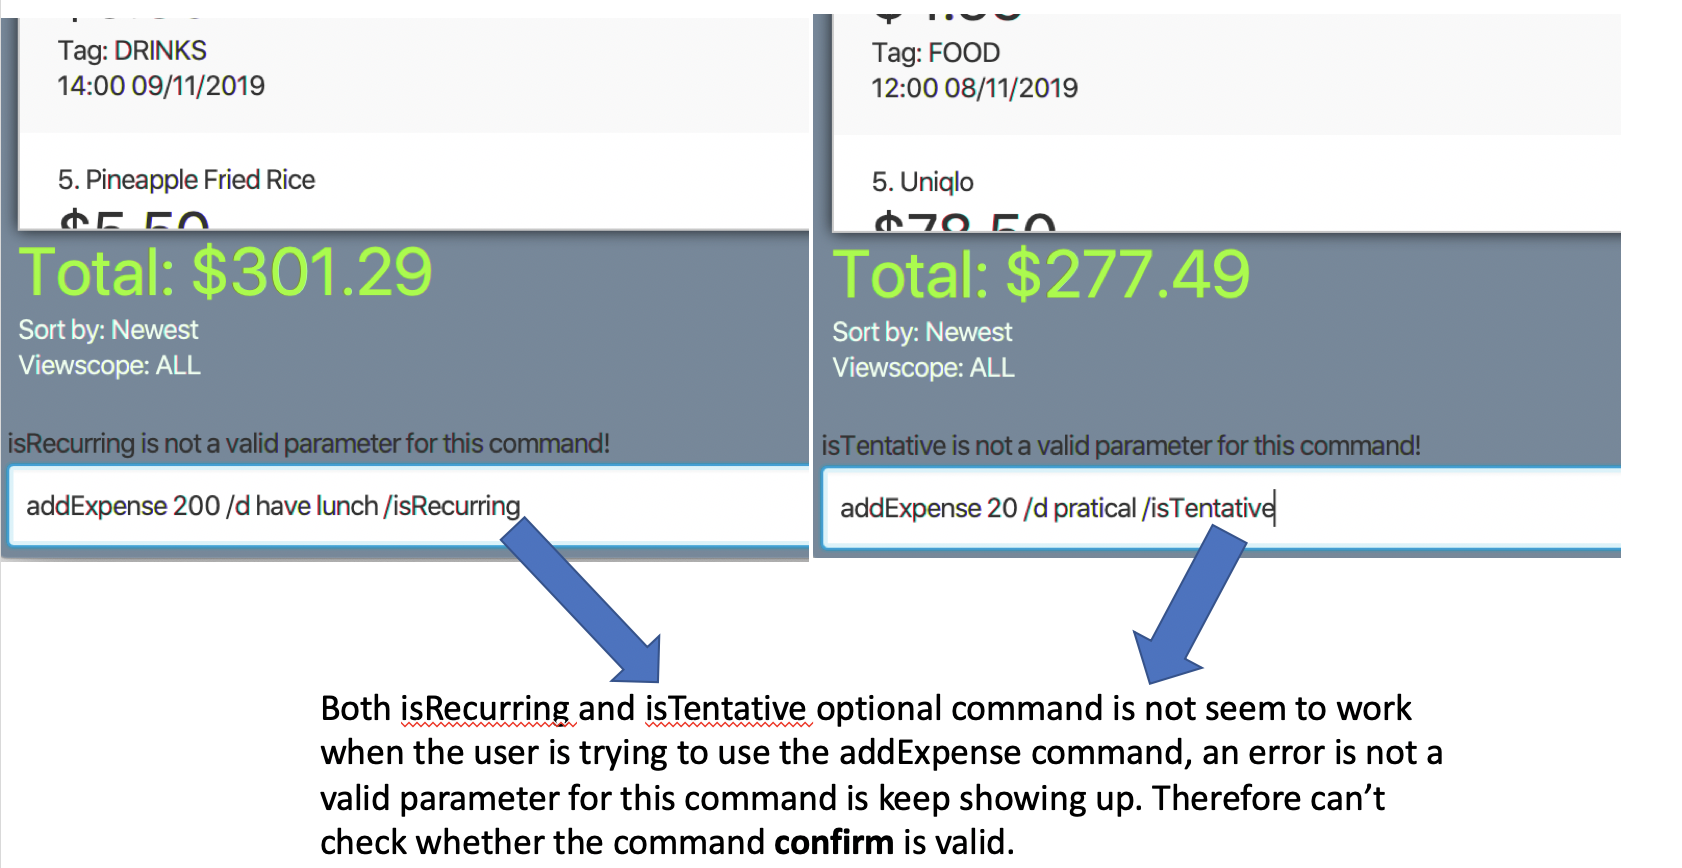 Tag: DRINKS
14:00 09/11/2019
5. Pineapple Fried Rice
$5.50
Total: $301.29
Sort by: Newest
Viewscope: ALL
isRecurring is not a valid parameter for this command!
addExpense 200 /d have lunch /isRecurring
Tag: FOOD
12:00 08/11/2019
5. Uniqlo
$78.50
Total: $277.49
Sort by: Newest
Viewscope: ALL
isTentative is not a valid parameter for this command!
addExpense 20 /d pratical /isTentative
Both isRecurring and isTentative optional command is not seem to work
when the user is trying to use the addExpense command, an error is not a
valid parameter for this command is keep showing up. Therefore can’t
check whether the command confirm is valid.